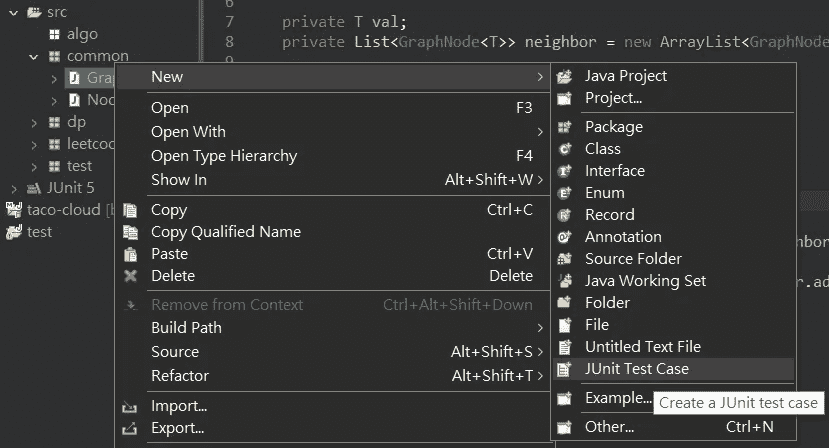 src
algo
common
Gra
Nod
dp
leetcod
test
JUnit 5
taco-cloud [b
test
6
7 private T val;
8 private List<GraphNode<T>> neighbor = new ArrayList<GraphNode
9
New
Open F3
Open With
Open Type Hierarchy F4
Show In Alt+Shift+W
Copy Ctrl+C
Copy Qualified Name
Paste Ctrl+V
Delete Delete
Remove from Context Ctrl+Alt+Shift+Down
Build Path
Source Alt+Shift+S
Refactor Alt+Shift+T
Import...
Export...
Java Project
Project...
Package
Class
Interface
Enum
Record
Annotation
Source Folder
Java Working Set
Folder
File
Untitled Text File
JUnit Test Case
Example...
Create a JUnit test case
Other... Ctrl+N
hbor
r.ad